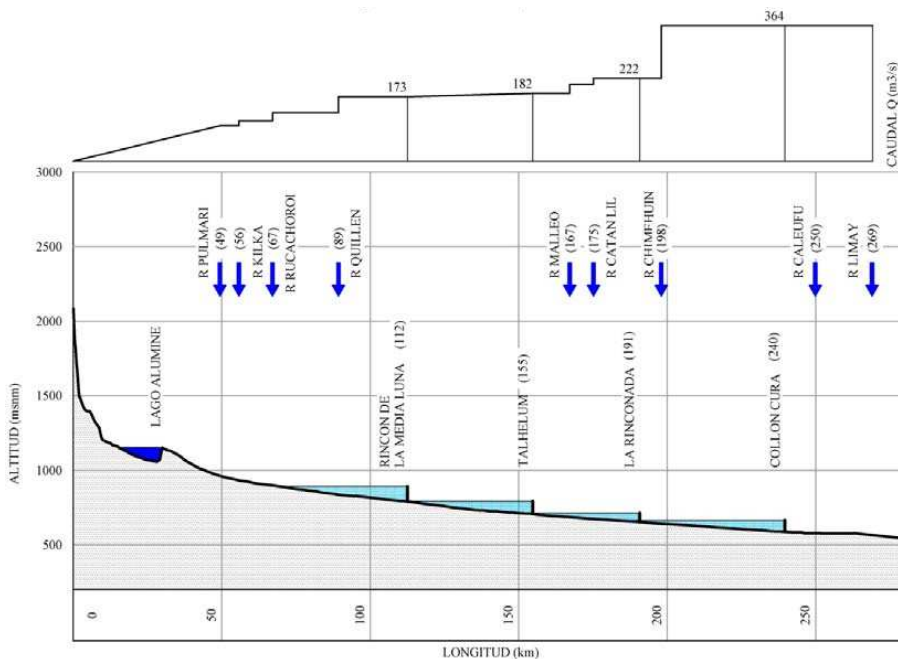 364
222
182
173
CAUDAL Q (m3/s)
3000
2500
2000
1500
1000
500
ALTITUD (msnm)
R PULMARI
(49)
(56)
R KILKA
(67)
R RUCACHOROI
(89)
R QUILLEN
R MALLEO
(167)
(175)
R CATAN LIL
R CHIMEHUIN
(198)
R CALEUFU
(250)
R LIMAY
(269)
LAGO ALUMINE
RINCON DE
LA MEDIA LUNA (112)
TALHELUM (155)
LA RINCONADA (191)
COLLON CURA (240)
0
50
100
150
200
250
LONGITUD (km)